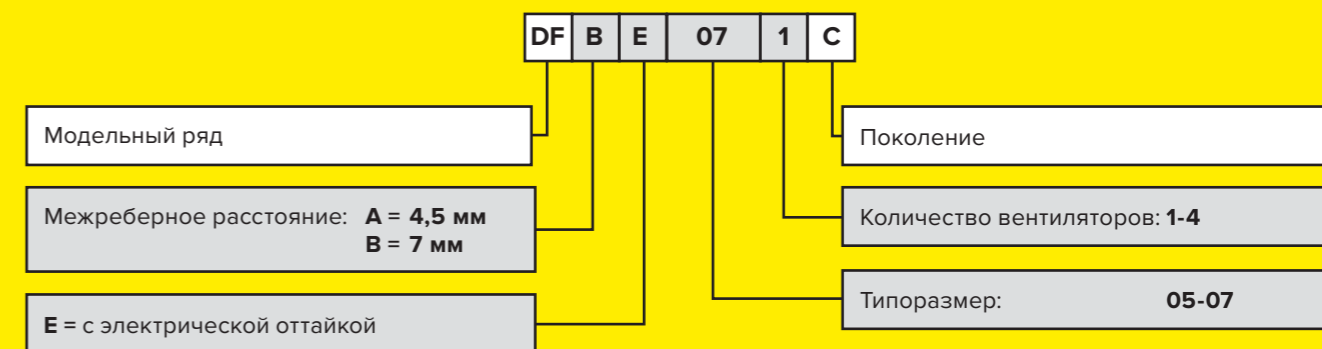 DF B E 07 1 C
Модельный ряд
Межреберное расстояние: A = 4,5 мм
B = 7 мм
E = с электрической оттайкой
Поколение
Количество вентиляторов: 1-4
Типоразмер: 05-07